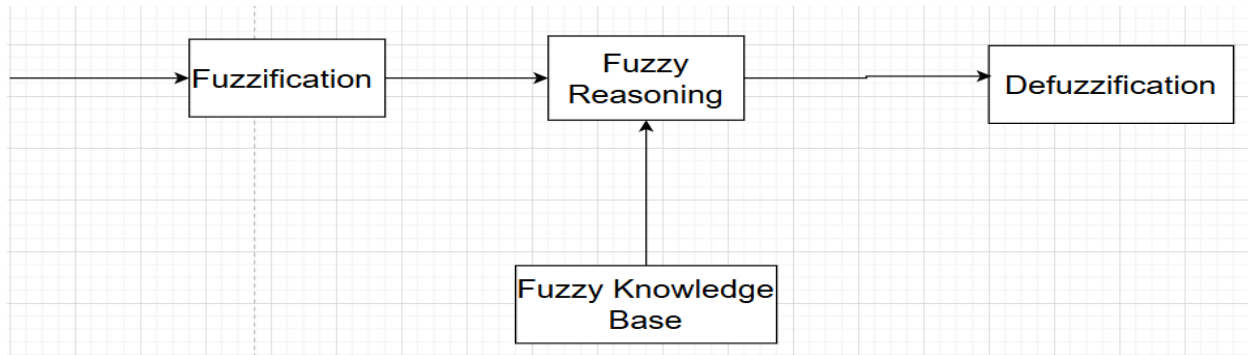 Fuzzification
Fuzzy
Reasoning
Defuzzification
Fuzzy Knowledge
Base